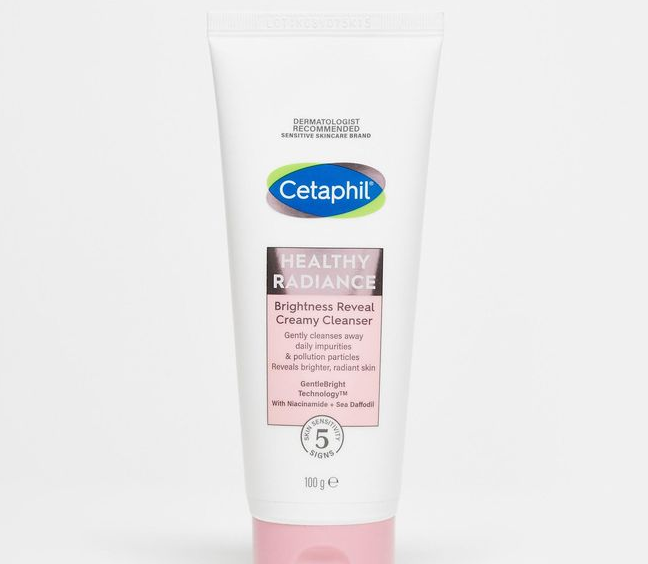 DERMATOLOGIST
RECOMMENDED
SENSITIVE SKINCARE BRAND
Cetaphil®
HEALTHY
RADIANCE
Brightness Reveal
Creamy Cleanser
Gently cleanses away
daily impurities
& pollution particles
Reveals brighter, radiant skin
GentleBright
Technology™
With Niacinamide + Sea Daffodil
SKIN SENSITIVITY
5
SIGNS
100 g ℮